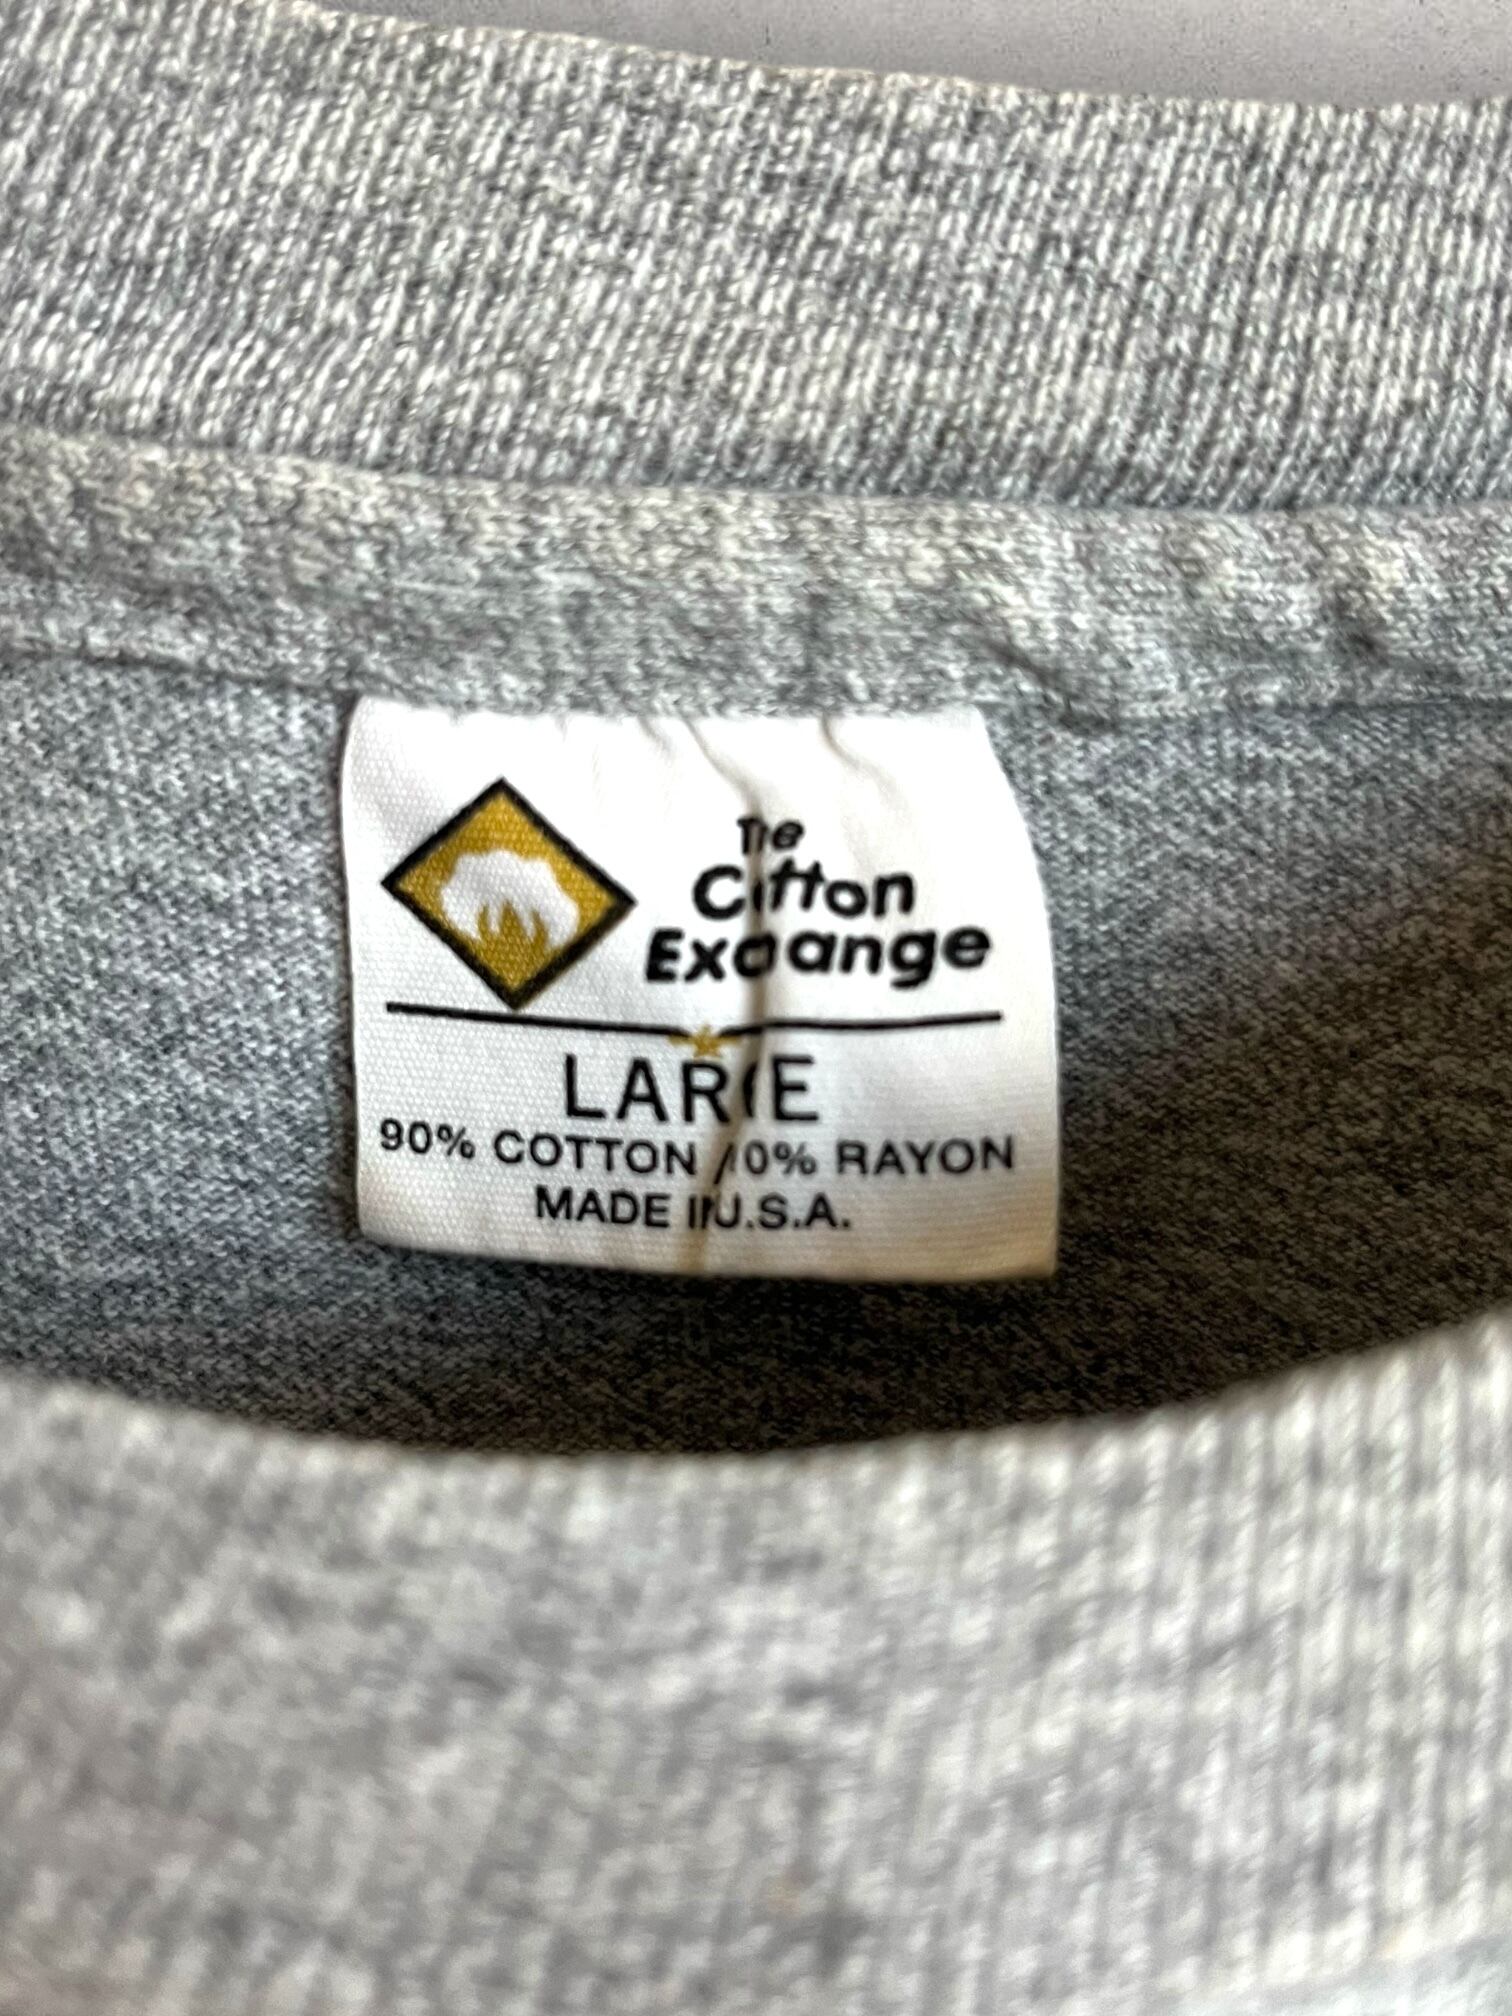 The
Cotton
Exchange
LARGE
90% COTTON 10% RAYON
MADE IN U.S.A.